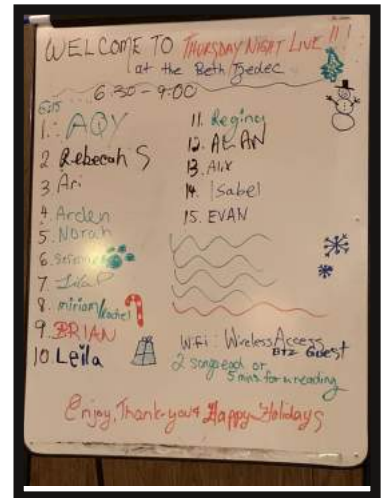 WELCOME TO THURSDAY NIGHT LIVE!!!
at the Beth Tzedec
6:30-9:00
1. AQY
2 Rebecah S
3 Ari
4. Arden
5. Norah
6.
7 Lila P
8. miriam/Rachel
9. BRIAN
10 Leila
11. Regina
12. ALAN
13. Alix
14. Isabel
15. EVAN
Wifi: WirelessAccess
BTZ Guest
2 songs each or
5 mins for a reading
Enjoy, Thank-you & Happy Holidays